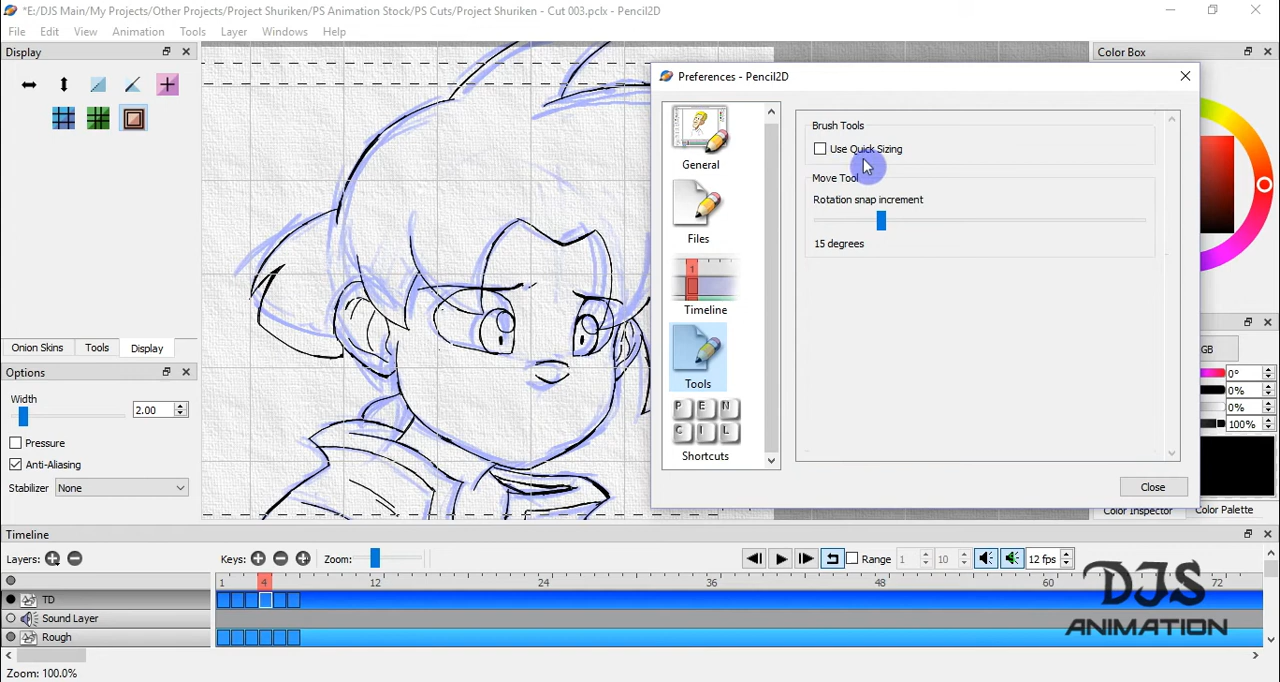 *"E:/DJS Main/My Projects/Other Projects/Project Shuriken/PS Animation Stock/PS Cuts/Project Shuriken - Cut 003.pclx - Pencil2D
File Edit View Animation Tools Layer Windows Help
Display
Onion Skins Tools Display
Options
Width
2.00
Pressure
Anti-Aliasing
Stabilizer None
Preferences - Pencil2D
General
Files
1
Timeline
Tools
P E N
C I L
Shortcuts
Brush Tools
Use Quick Sizing
Move Tool
Rotation snap increment
15 degrees
Close
Color Box
GB
0°
0%
0%
100%
Color Inspector Color Palette
Timeline
Layers: Keys: Zoom: Range 1 10 12 fps
1 4 12 24 36 48 60 72
TD
Sound Layer
Rough
DJS
ANIMATION
Zoom: 100.0%